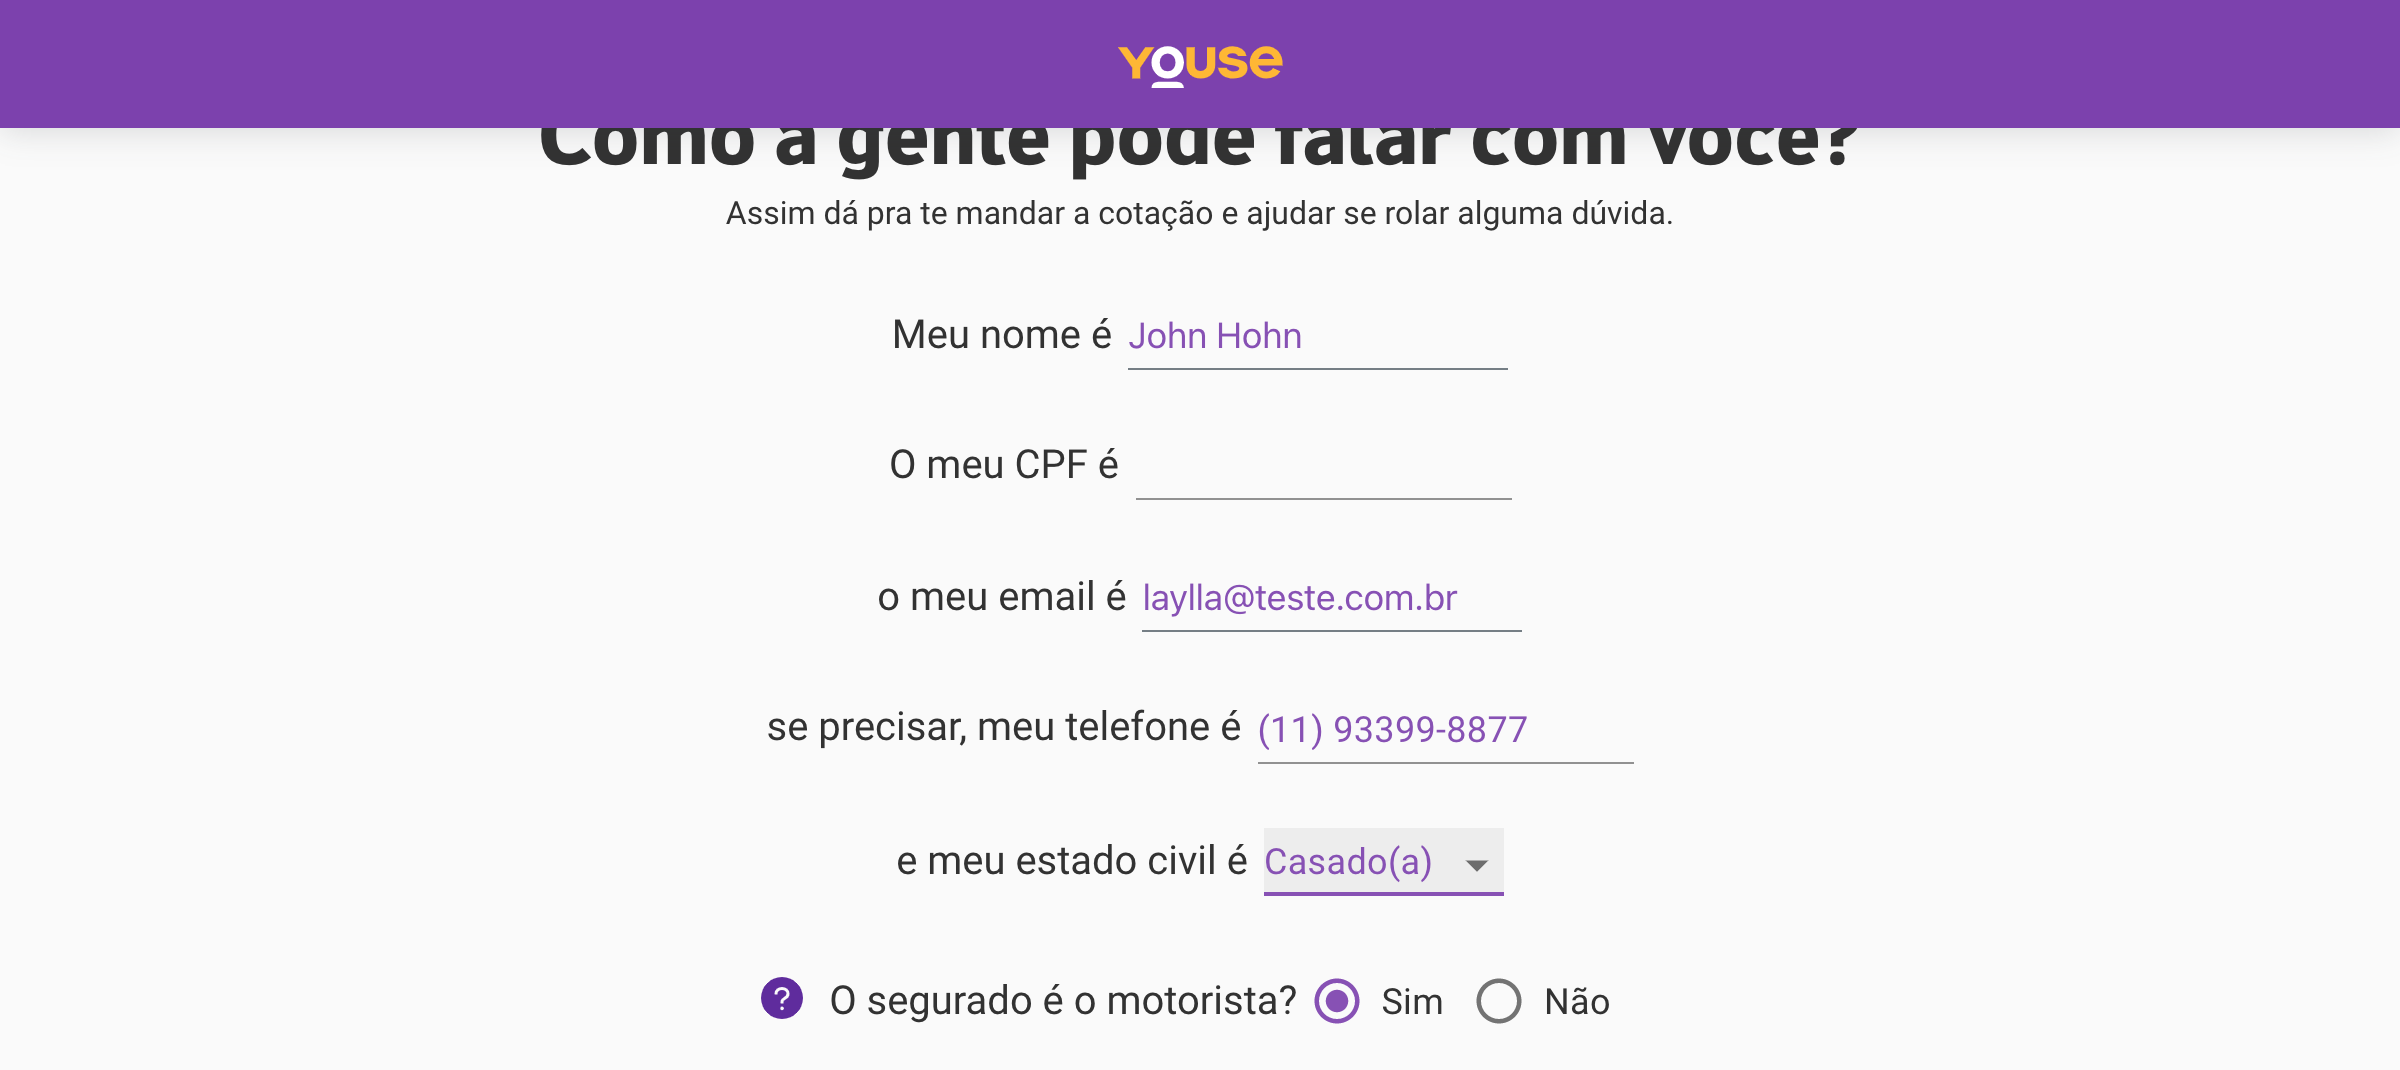 YOUSE
Como a gente pode falar com você?
Assim dá pra te mandar a cotação e ajudar se rolar alguma dúvida.
Meu nome é John Hohn
O meu CPF é
o meu email é laylla@teste.com.br
se precisar, meu telefone é (11) 93399-8877
e meu estado civil é Casado(a)
? O segurado é o motorista? Sim Não